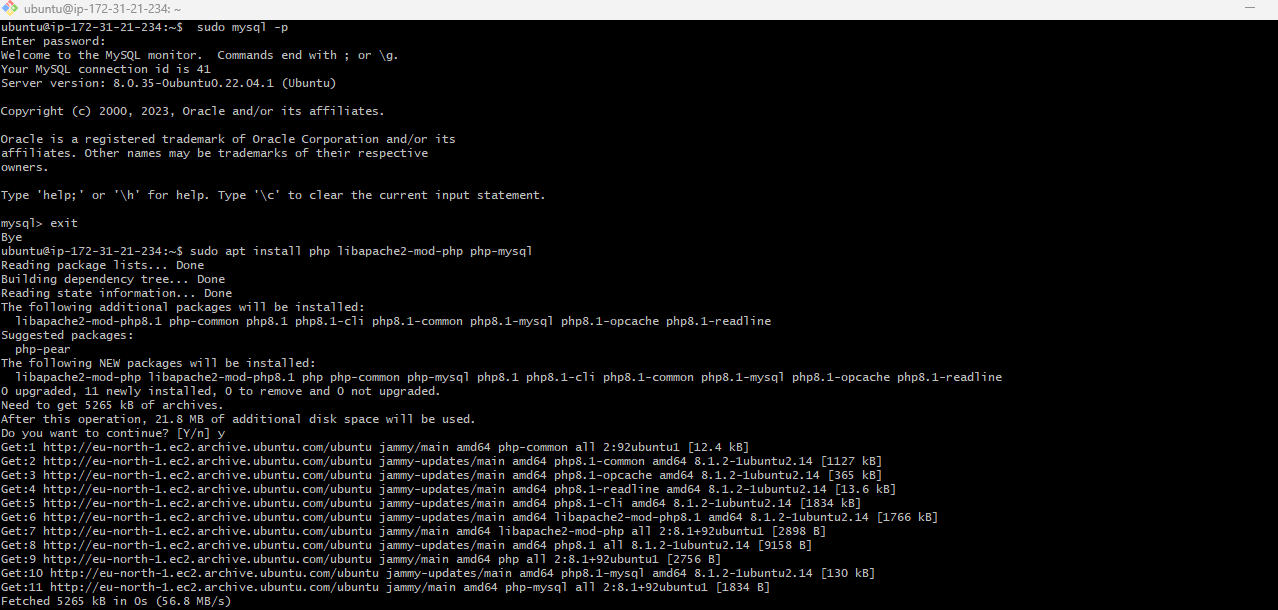 ubuntu@ip-172-31-21-234: ~
ubuntu@ip-172-31-21-234:~$  sudo mysql -p
Enter password:
Welcome to the MySQL monitor.  Commands end with ; or \g.
Your MySQL connection id is 41
Server version: 8.0.35-0ubuntu0.22.04.1 (Ubuntu)

Copyright (c) 2000, 2023, Oracle and/or its affiliates.

Oracle is a registered trademark of Oracle Corporation and/or its
affiliates. Other names may be trademarks of their respective
owners.

Type 'help;' or '\h' for help. Type '\c' to clear the current input statement.

mysql> exit
Bye
ubuntu@ip-172-31-21-234:~$ sudo apt install php libapache2-mod-php php-mysql
Reading package lists... Done
Building dependency tree... Done
Reading state information... Done
The following additional packages will be installed:
  libapache2-mod-php8.1 php-common php8.1 php8.1-cli php8.1-common php8.1-mysql php8.1-opcache php8.1-readline
Suggested packages:
  php-pear
The following NEW packages will be installed:
  libapache2-mod-php libapache2-mod-php8.1 php php-common php-mysql php8.1 php8.1-cli php8.1-common php8.1-mysql php8.1-opcache php8.1-readline
0 upgraded, 11 newly installed, 0 to remove and 0 not upgraded.
Need to get 5265 kB of archives.
After this operation, 21.8 MB of additional disk space will be used.
Do you want to continue? [Y/n] y
Get:1 http://eu-north-1.ec2.archive.ubuntu.com/ubuntu jammy/main amd64 php-common all 2:92ubuntu1 [12.4 kB]
Get:2 http://eu-north-1.ec2.archive.ubuntu.com/ubuntu jammy-updates/main amd64 php8.1-common amd64 8.1.2-1ubuntu2.14 [1127 kB]
Get:3 http://eu-north-1.ec2.archive.ubuntu.com/ubuntu jammy-updates/main amd64 php8.1-opcache amd64 8.1.2-1ubuntu2.14 [365 kB]
Get:4 http://eu-north-1.ec2.archive.ubuntu.com/ubuntu jammy-updates/main amd64 php8.1-readline amd64 8.1.2-1ubuntu2.14 [13.6 kB]
Get:5 http://eu-north-1.ec2.archive.ubuntu.com/ubuntu jammy-updates/main amd64 php8.1-cli amd64 8.1.2-1ubuntu2.14 [1834 kB]
Get:6 http://eu-north-1.ec2.archive.ubuntu.com/ubuntu jammy-updates/main amd64 libapache2-mod-php8.1 amd64 8.1.2-1ubuntu2.14 [1766 kB]
Get:7 http://eu-north-1.ec2.archive.ubuntu.com/ubuntu jammy/main amd64 libapache2-mod-php all 2:8.1+92ubuntu1 [2898 B]
Get:8 http://eu-north-1.ec2.archive.ubuntu.com/ubuntu jammy-updates/main amd64 php8.1 all 8.1.2-1ubuntu2.14 [9158 B]
Get:9 http://eu-north-1.ec2.archive.ubuntu.com/ubuntu jammy/main amd64 php all 2:8.1+92ubuntu1 [2756 B]
Get:10 http://eu-north-1.ec2.archive.ubuntu.com/ubuntu jammy-updates/main amd64 php8.1-mysql amd64 8.1.2-1ubuntu2.14 [130 kB]
Get:11 http://eu-north-1.ec2.archive.ubuntu.com/ubuntu jammy/main amd64 php-mysql all 2:8.1+92ubuntu1 [1834 B]
Fetched 5265 kB in 0s (56.8 MB/s)